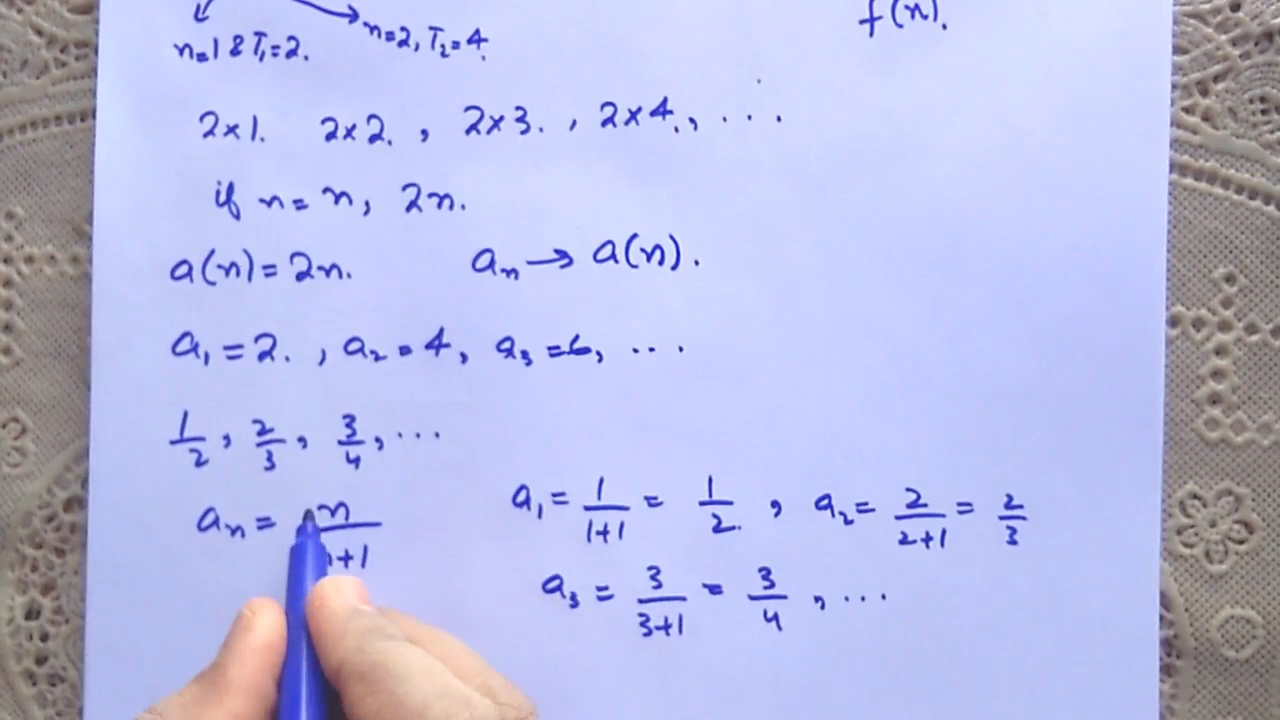 f(n).
n=1 & T₁=2. n=2, T₂=4.
2×1. 2×2. , 2×3. , 2×4. , ...
if n=n, 2n.
a(n)=2n. aₙ → a(n).
a₁=2. , a₂=4, a₃=6, ...
1/2, 2/3, 3/4, ...
aₙ = n/n+1 a₁ = 1/1+1 = 1/2. , a₂ = 2/2+1 = 2/3
a₃ = 3/3+1 = 3/4 , ...